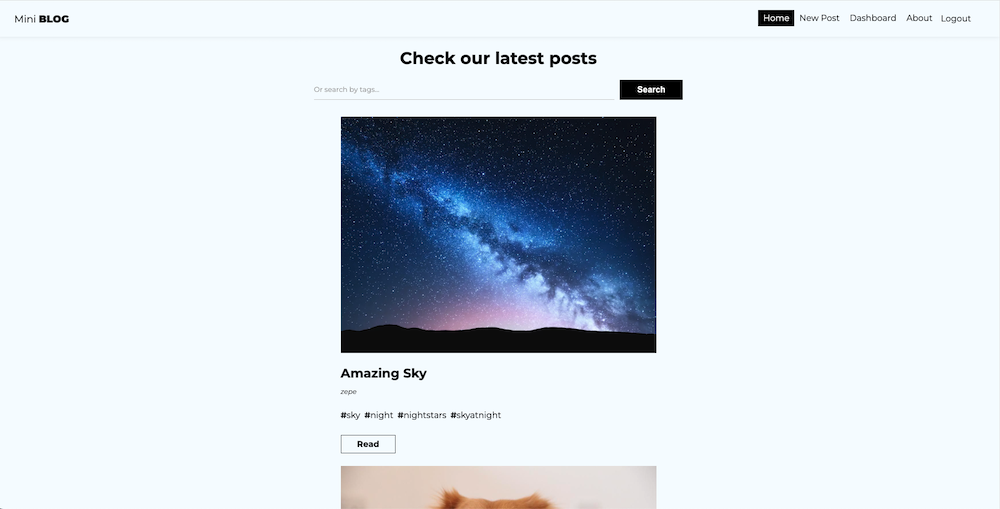 Mini BLOG
Home New Post Dashboard About Logout
Check our latest posts
Or search by tags...
Search
Amazing Sky
zepe
#sky #night #nightstars #skyatnight
Read